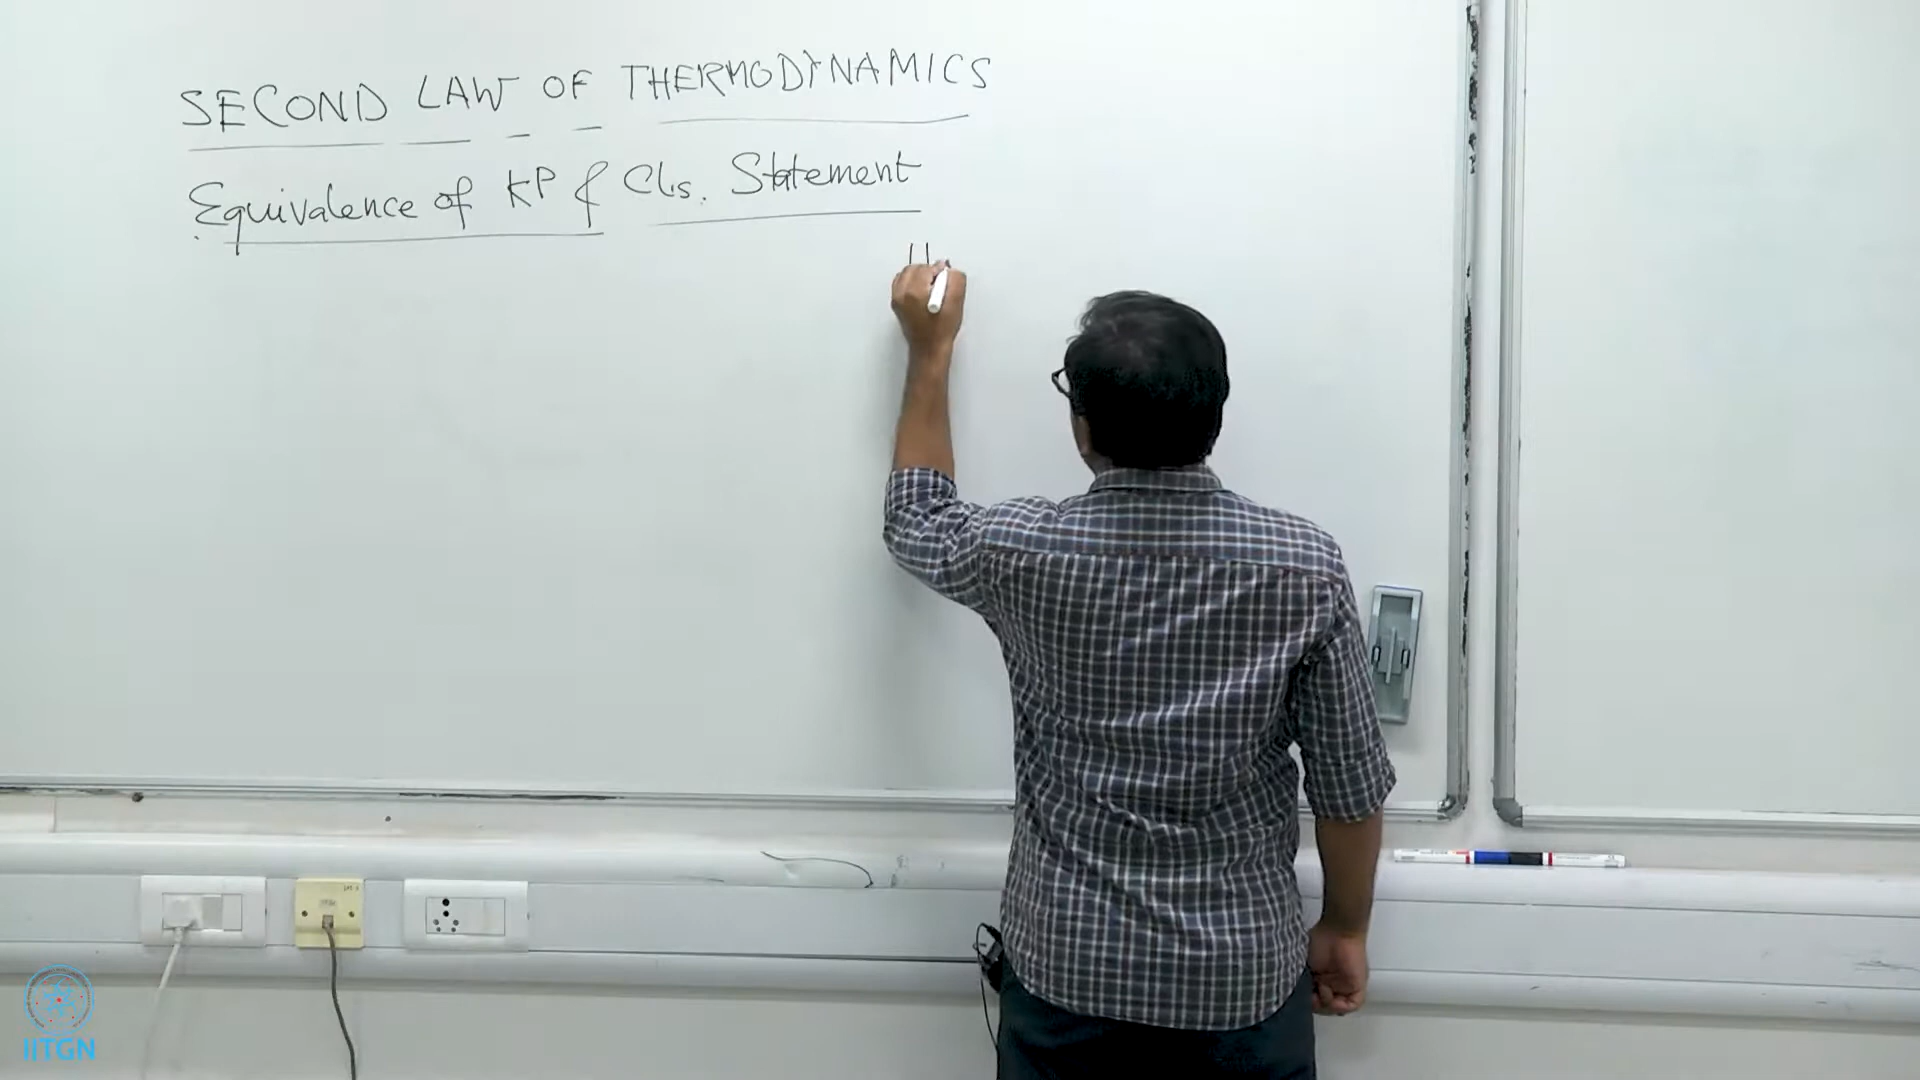 SECOND LAW OF THERMODYNAMICS
Equivalence of KP & Cls. Statement
IITGN